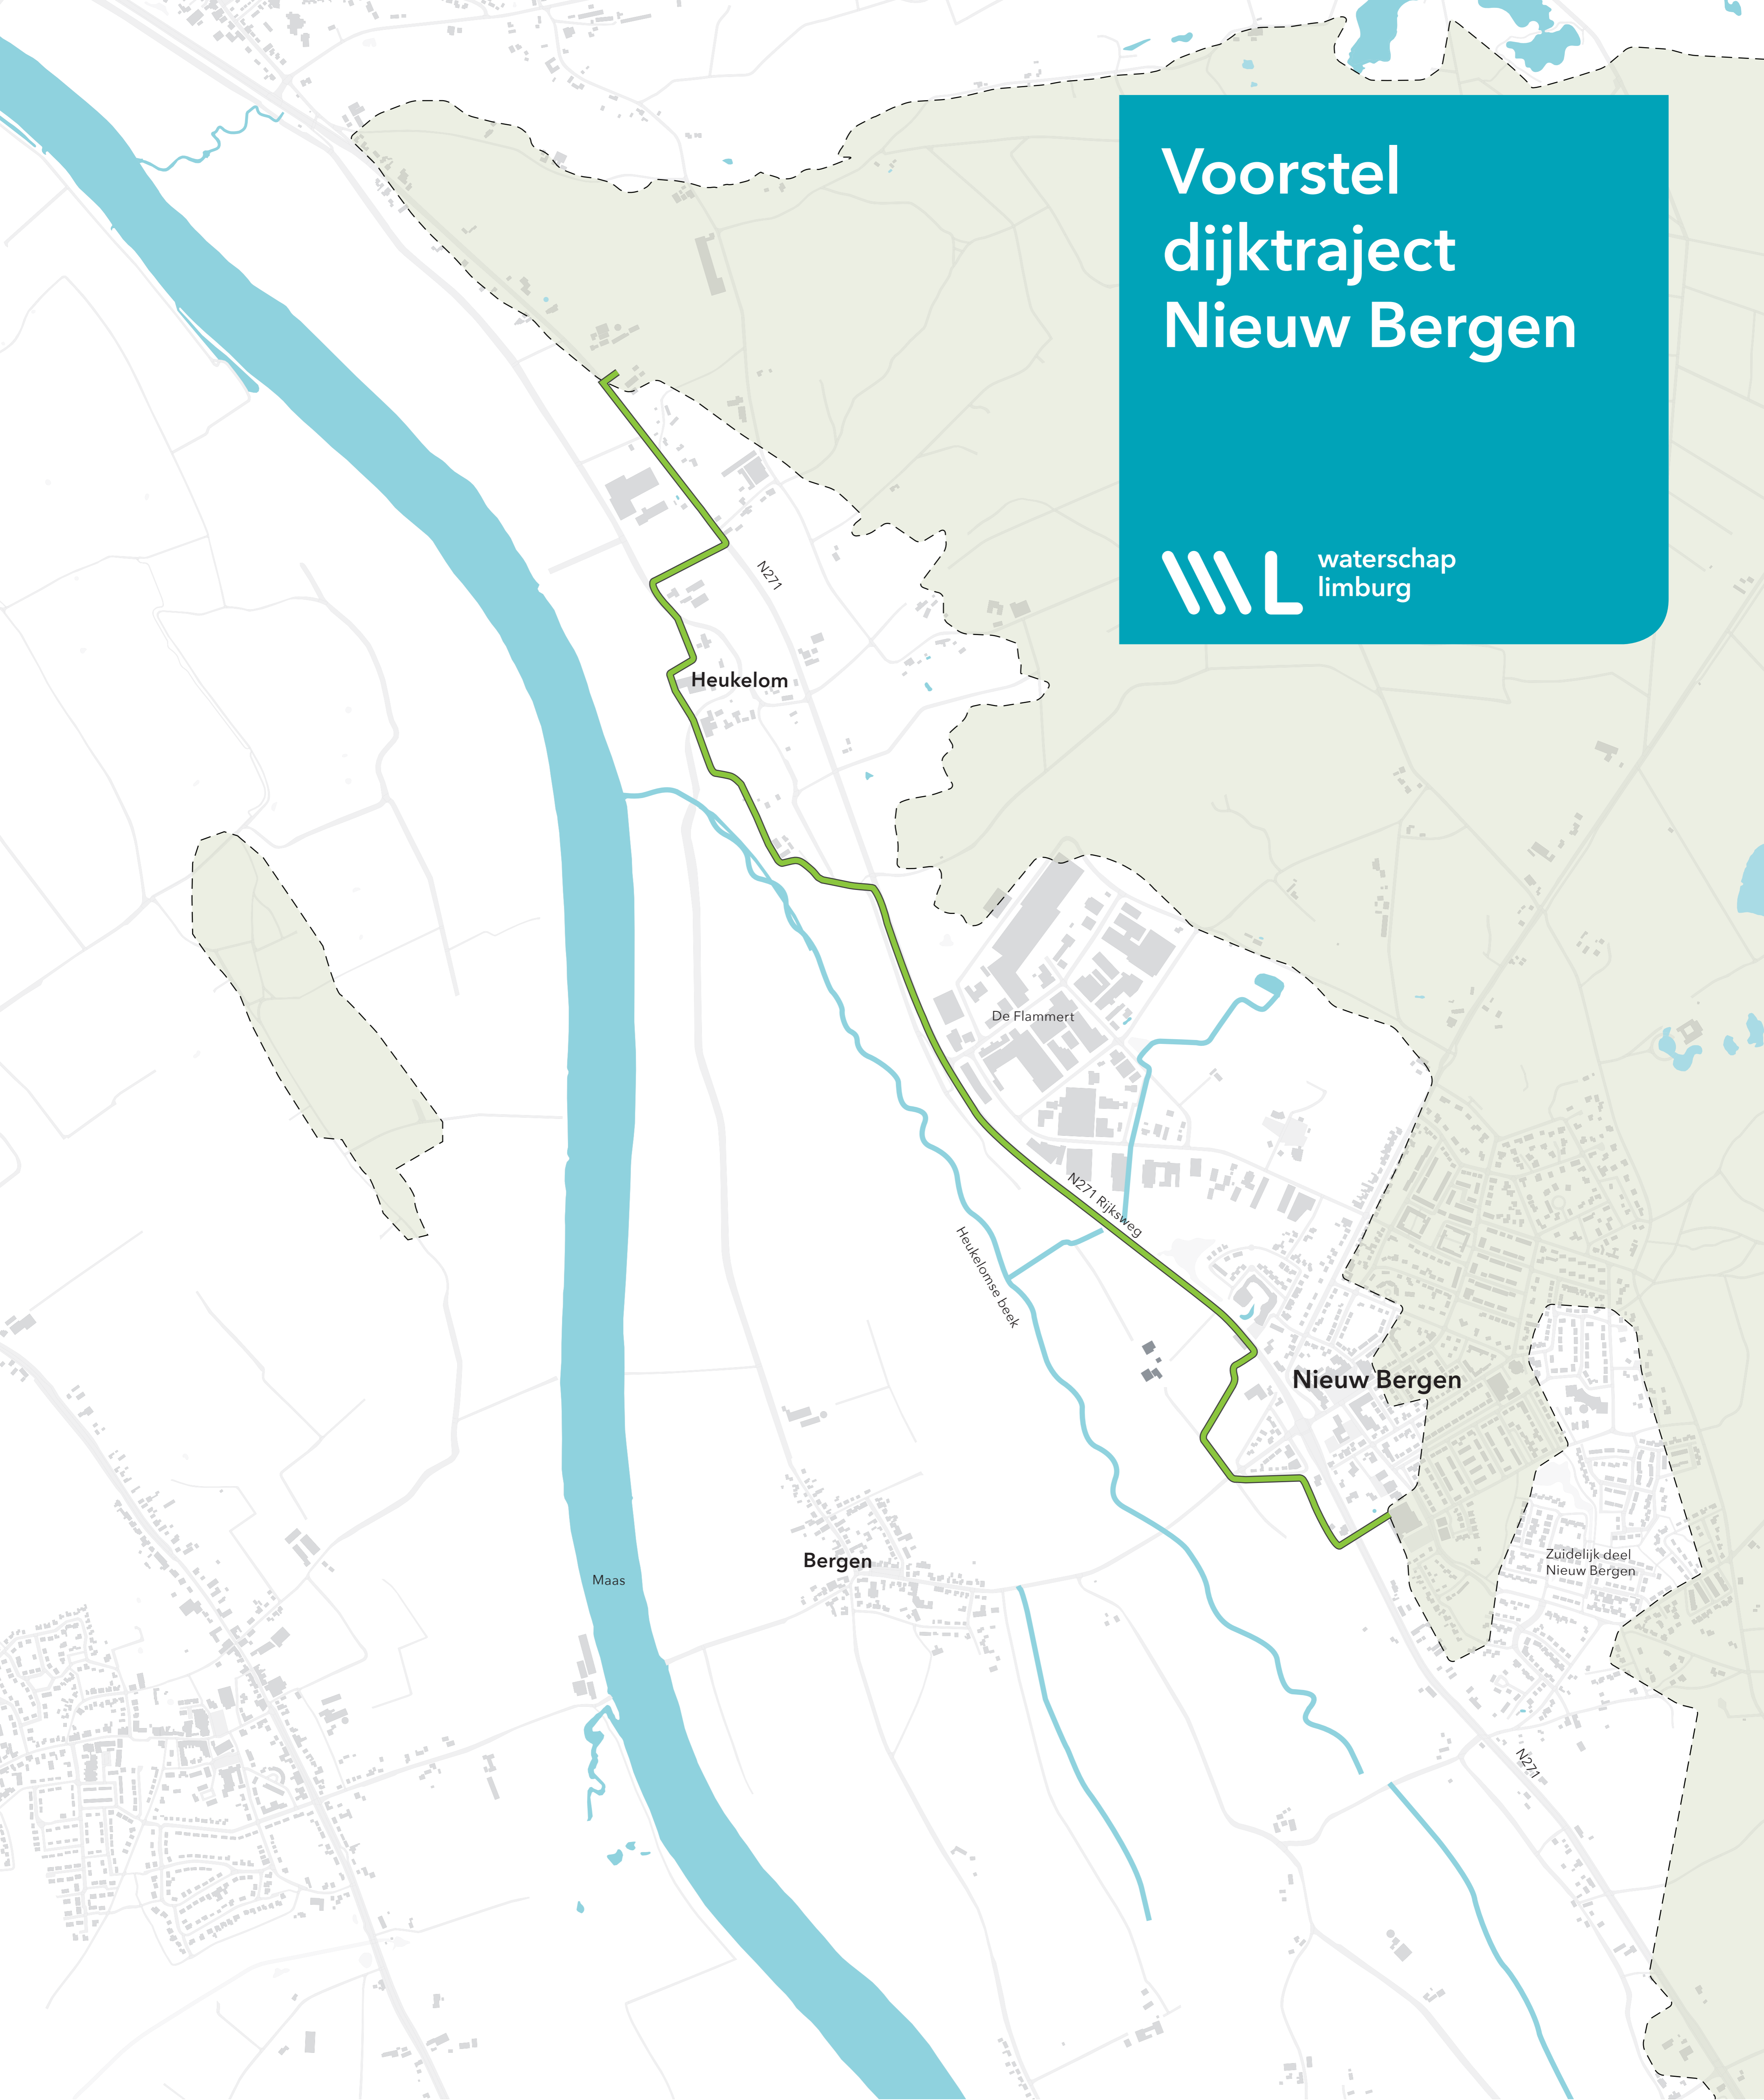 Voorstel
dijktraject
Nieuw Bergen
waterschap
limburg
N271
Heukelom
De Flammert
N271 Rijksweg
Heukelomse beek
Nieuw Bergen
Zuidelijk deel
Nieuw Bergen
Bergen
Maas
N271